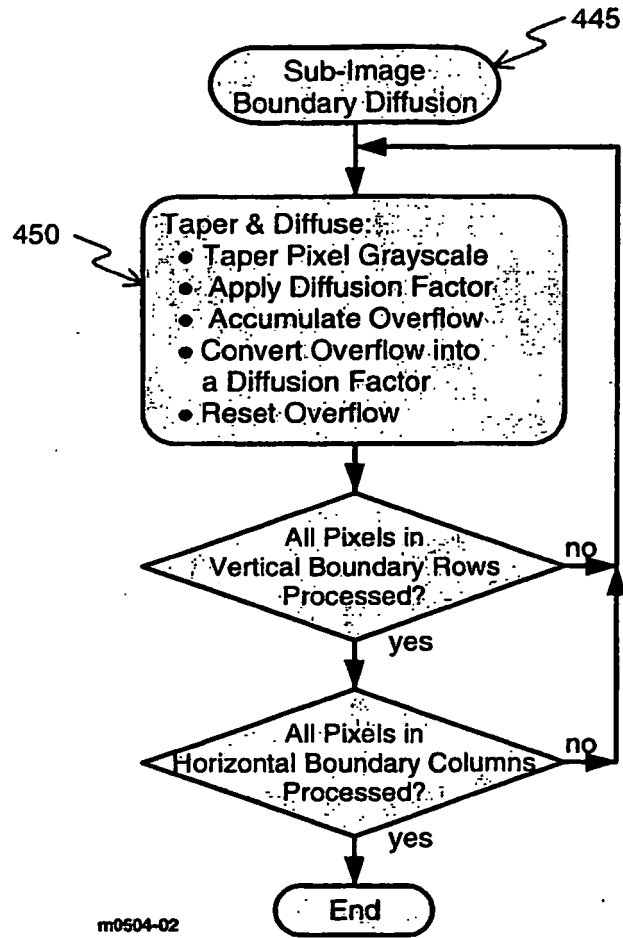 445
Sub-Image
Boundary Diffusion
450
Taper & Diffuse:
• Taper Pixel Grayscale
• Apply Diffusion Factor
• Accumulate Overflow
• Convert Overflow into
a Diffusion Factor
• Reset Overflow
All Pixels in
Vertical Boundary Rows
Processed?
no
yes
All Pixels in
Horizontal Boundary Columns
Processed?
no
yes
End
m0504-02